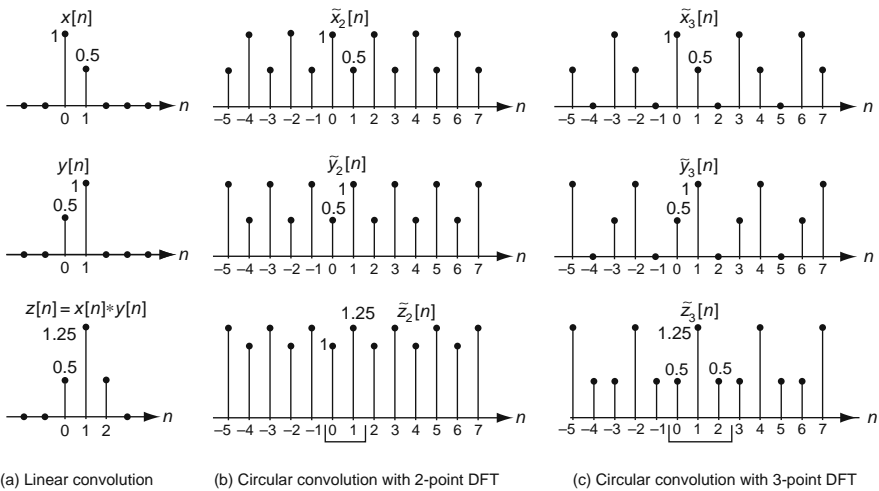 x[n]
1
0.5
n
0 1
x̃₂[n]
1
0.5
n
–5 –4 –3 –2 –1 0 1 2 3 4 5 6 7
x̃₃[n]
1
0.5
n
–5 –4 –3 –2 –1 0 1 2 3 4 5 6 7
y[n]
1
0.5
n
0 1
ỹ₂[n]
1
0.5
n
–5 –4 –3 –2 –1 0 1 2 3 4 5 6 7
ỹ₃[n]
1
0.5
n
–5 –4 –3 –2 –1 0 1 2 3 4 5 6 7
z[n] = x[n]*y[n]
1.25
0.5
n
0 1 2
1.25 z̃₂[n]
1
n
–5 –4 –3 –2 –1 0 1 2 3 4 5 6 7
z̃₃[n]
1.25
0.5 0.5
n
–5 –4 –3 –2 –1 0 1 2 3 4 5 6 7
(a) Linear convolution
(b) Circular convolution with 2-point DFT
(c) Circular convolution with 3-point DFT